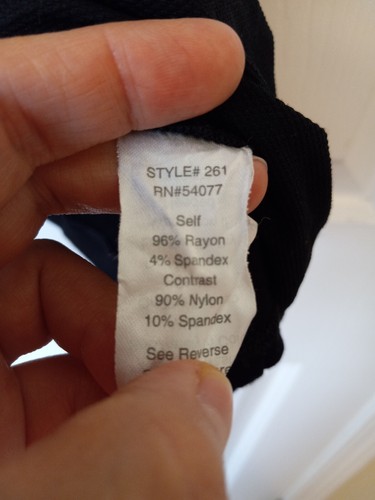 STYLE# 261
RN#54077
Self
96% Rayon
4% Spandex
Contrast
90% Nylon
10% Spandex
See Reverse